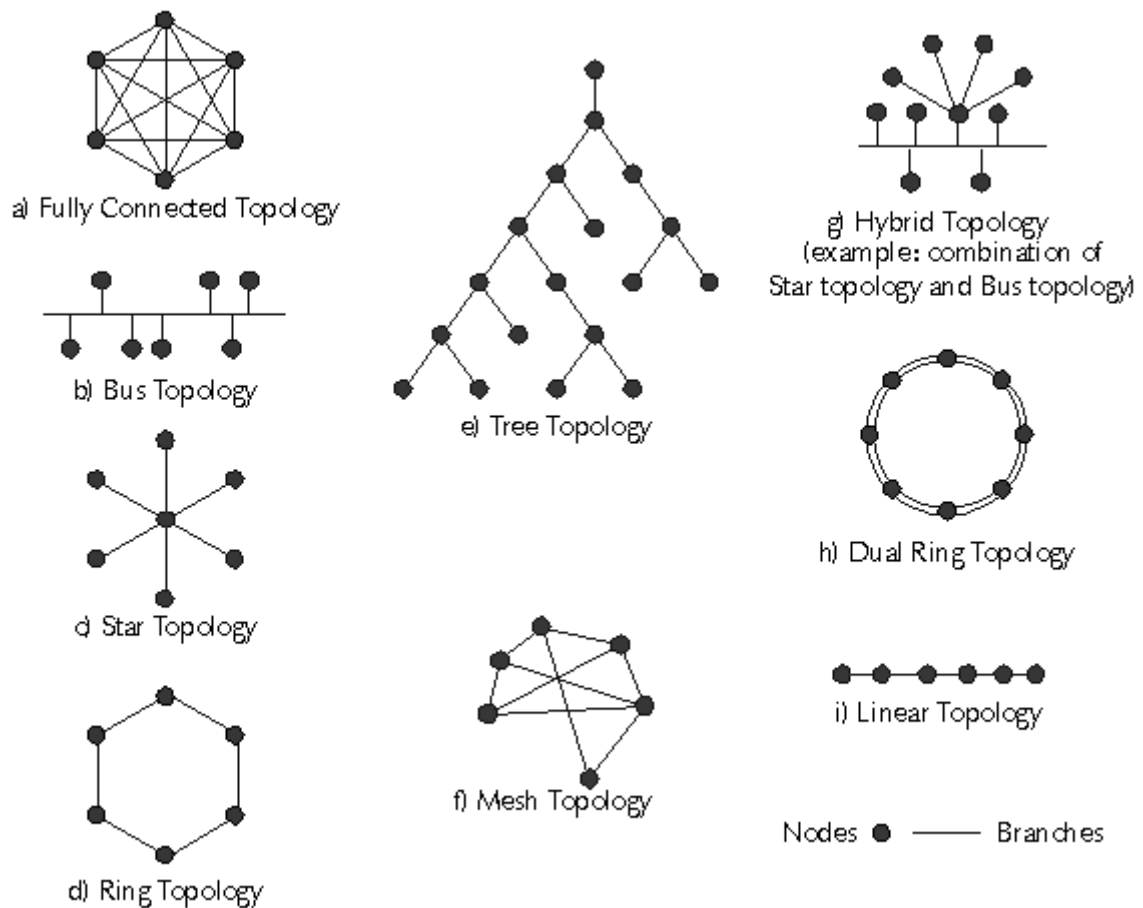 a) Fully Connected Topology
b) Bus Topology
c) Star Topology
d) Ring Topology
e) Tree Topology
f) Mesh Topology
g) Hybrid Topology
(example: combination of
Star topology and Bus topology)
h) Dual Ring Topology
i) Linear Topology
Nodes Branches